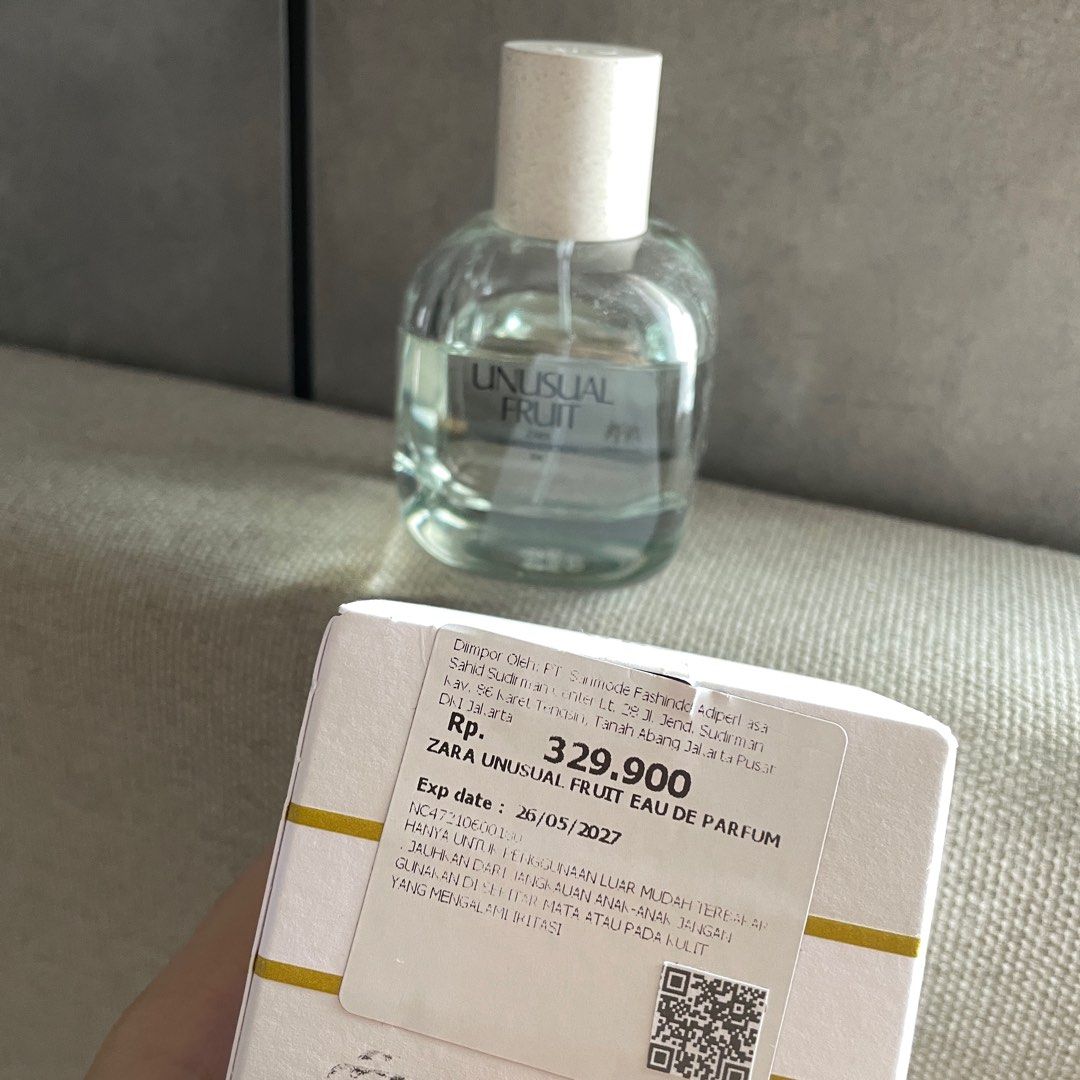 UNUSUAL
FRUIT
Diimpor Oleh: PT. Sarimode Fashindo Adiperkasa
Sahid Sudirman Center Lt. 28 Jl. Jend. Sudirman
Kav. 86 Karet Tengsin, Tanah Abang Jakarta Pusat
DKI Jakarta
Rp. 329.900
ZARA UNUSUAL FRUIT EAU DE PARFUM
Exp date : 26/05/2027
HANYA UNTUK PENGGUNAAN LUAR MUDAH TERBAKAR
. JAUHKAN DARI JANGKAUAN ANAK-ANAK JANGAN
GUNAKAN DI SEKITAR MATA ATAU PADA KULIT
YANG MENGALAMI IRITASI